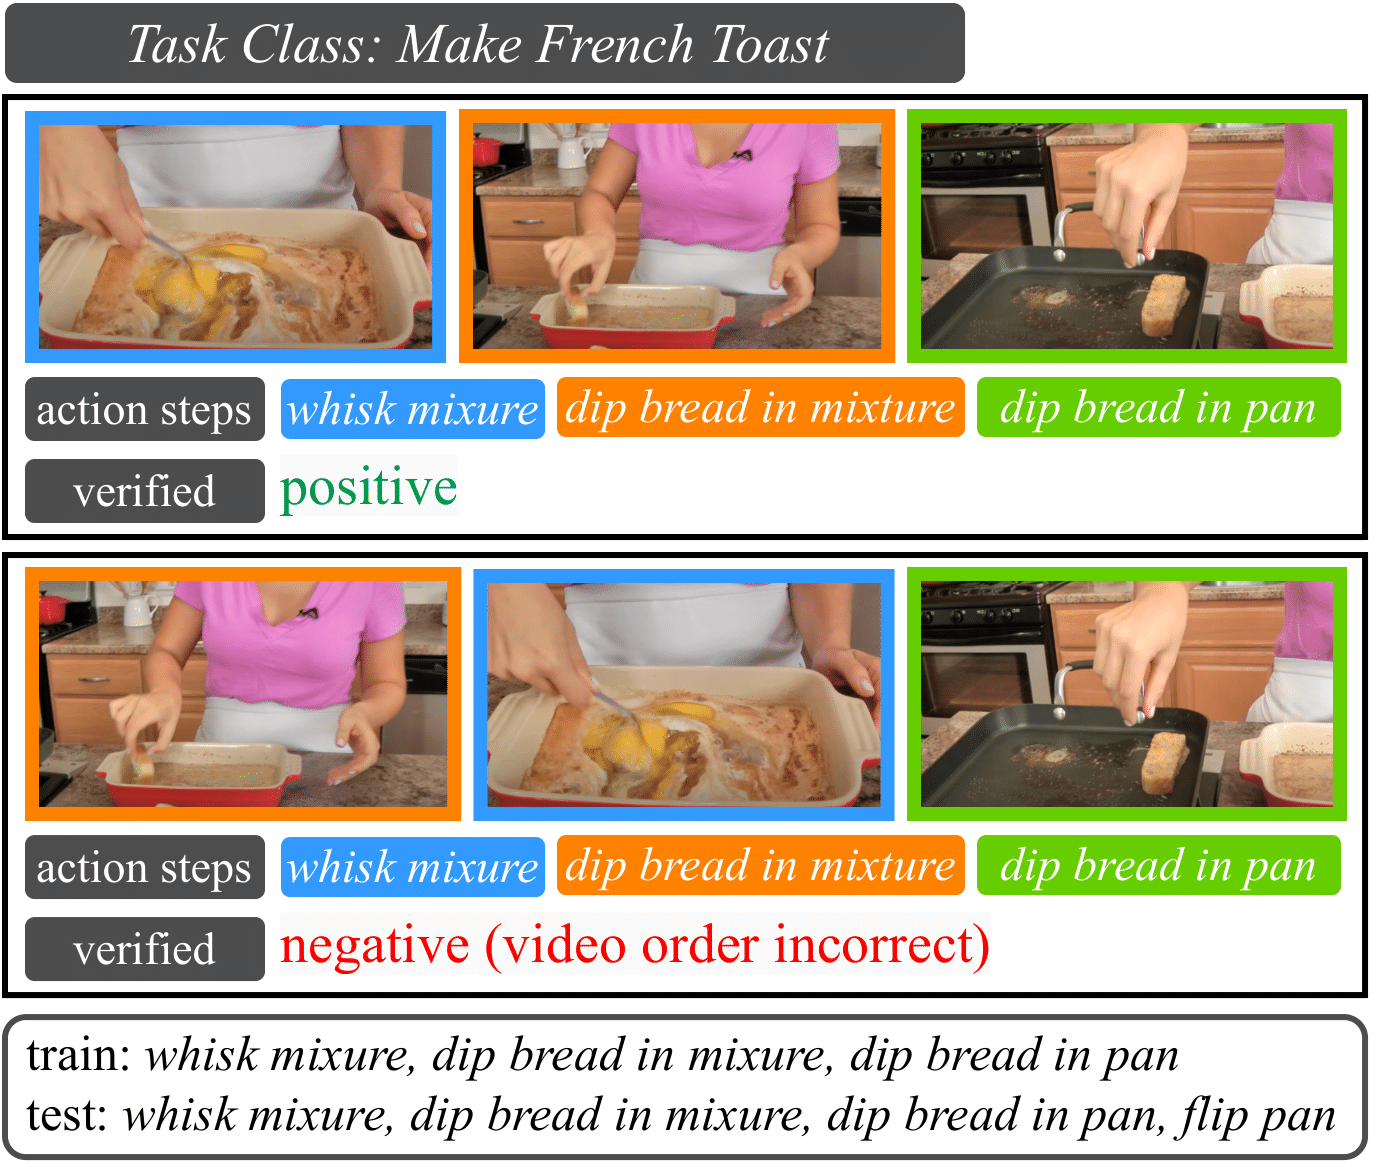 Task Class: Make French Toast
action steps whisk mixure dip bread in mixture dip bread in pan
verified positive
action steps whisk mixure dip bread in mixture dip bread in pan
verified negative (video order incorrect)
train: whisk mixure, dip bread in mixure, dip bread in pan
test: whisk mixure, dip bread in mixure, dip bread in pan, flip pan